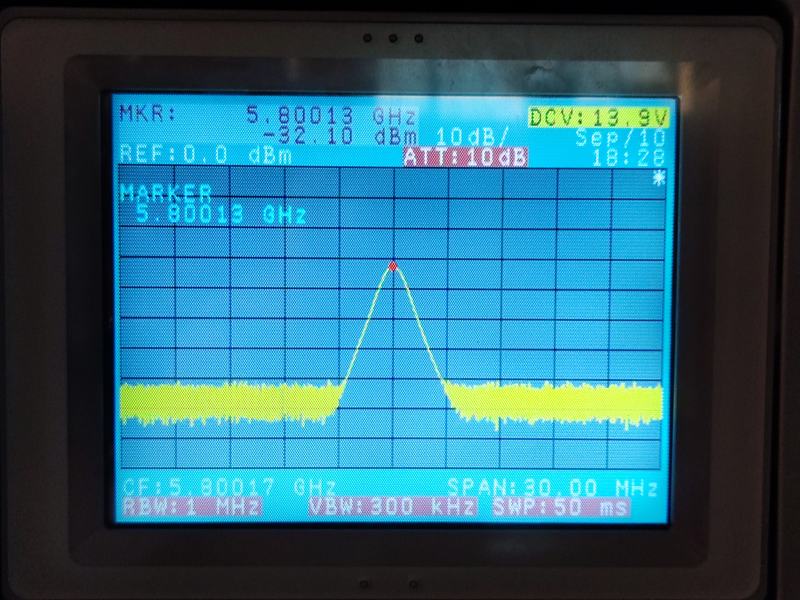 MKR: 5.80013 GHz DCV:13.9V
-32.10 dBm 10dB/ Sep/10
REF:0.0 dBm ATT:10dB 18:28
*
MARKER
5.80013 GHz
CF:5.80017 GHz SPAN:30.00 MHz
RBW:1 MHz VBW:300 kHz SWP:50 ms